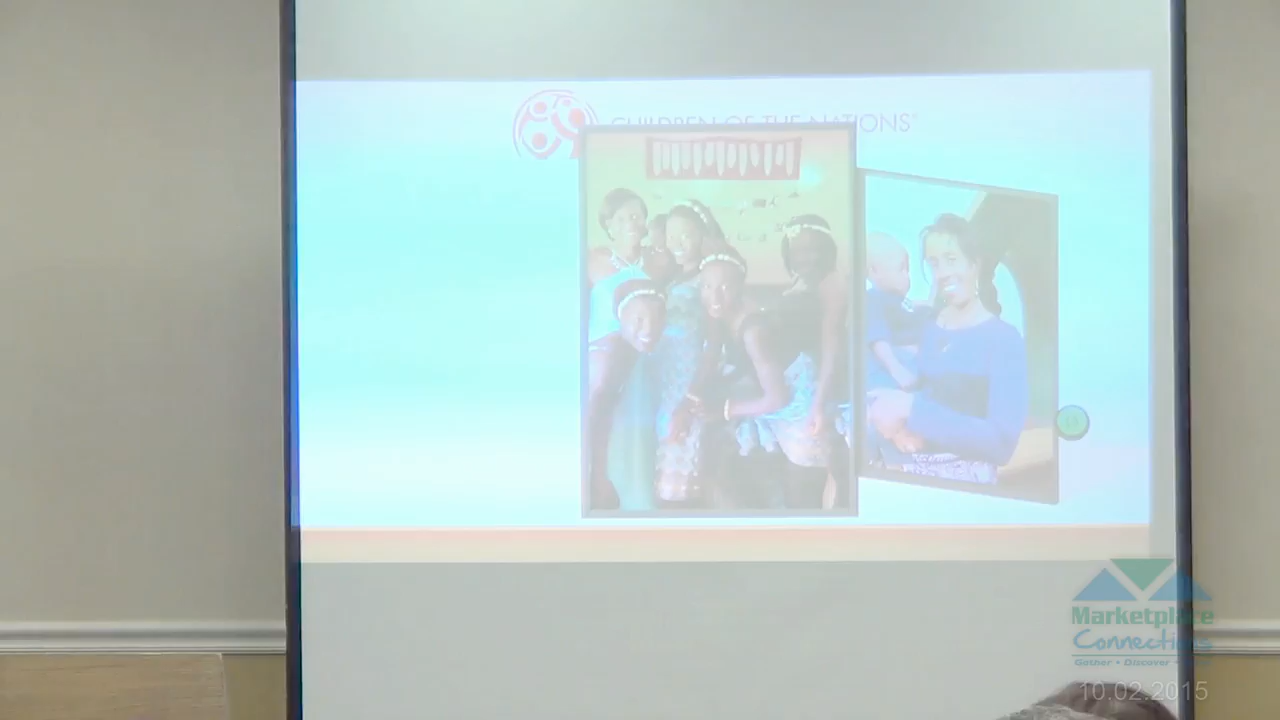 CHILDREN OF THE NATIONS®
Marketplace
Connections
Gather • Discover •
10.02.2015